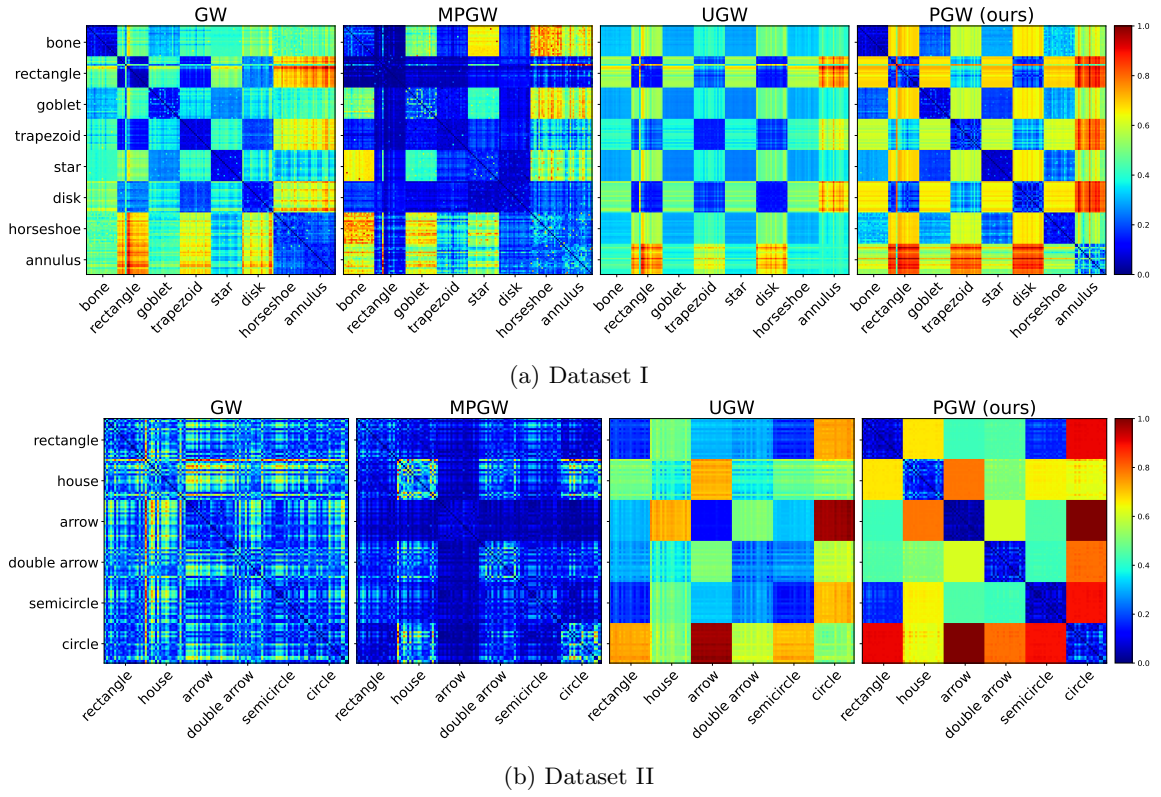 GW MPGW UGW PGW (ours)
bone
rectangle
goblet
trapezoid
star
disk
horseshoe
annulus
1.0
0.8
0.6
0.4
0.2
0.0
bone rectangle goblet trapezoid star disk horseshoe annulus
bone rectangle goblet trapezoid star disk horseshoe annulus
bone rectangle goblet trapezoid star disk horseshoe annulus
bone rectangle goblet trapezoid star disk horseshoe annulus
(a) Dataset I
GW MPGW UGW PGW (ours)
rectangle
house
arrow
double arrow
semicircle
circle
1.0
0.8
0.6
0.4
0.2
0.0
rectangle house arrow double arrow semicircle circle
rectangle house arrow double arrow semicircle circle
rectangle house arrow double arrow semicircle circle
rectangle house arrow double arrow semicircle circle
(b) Dataset II